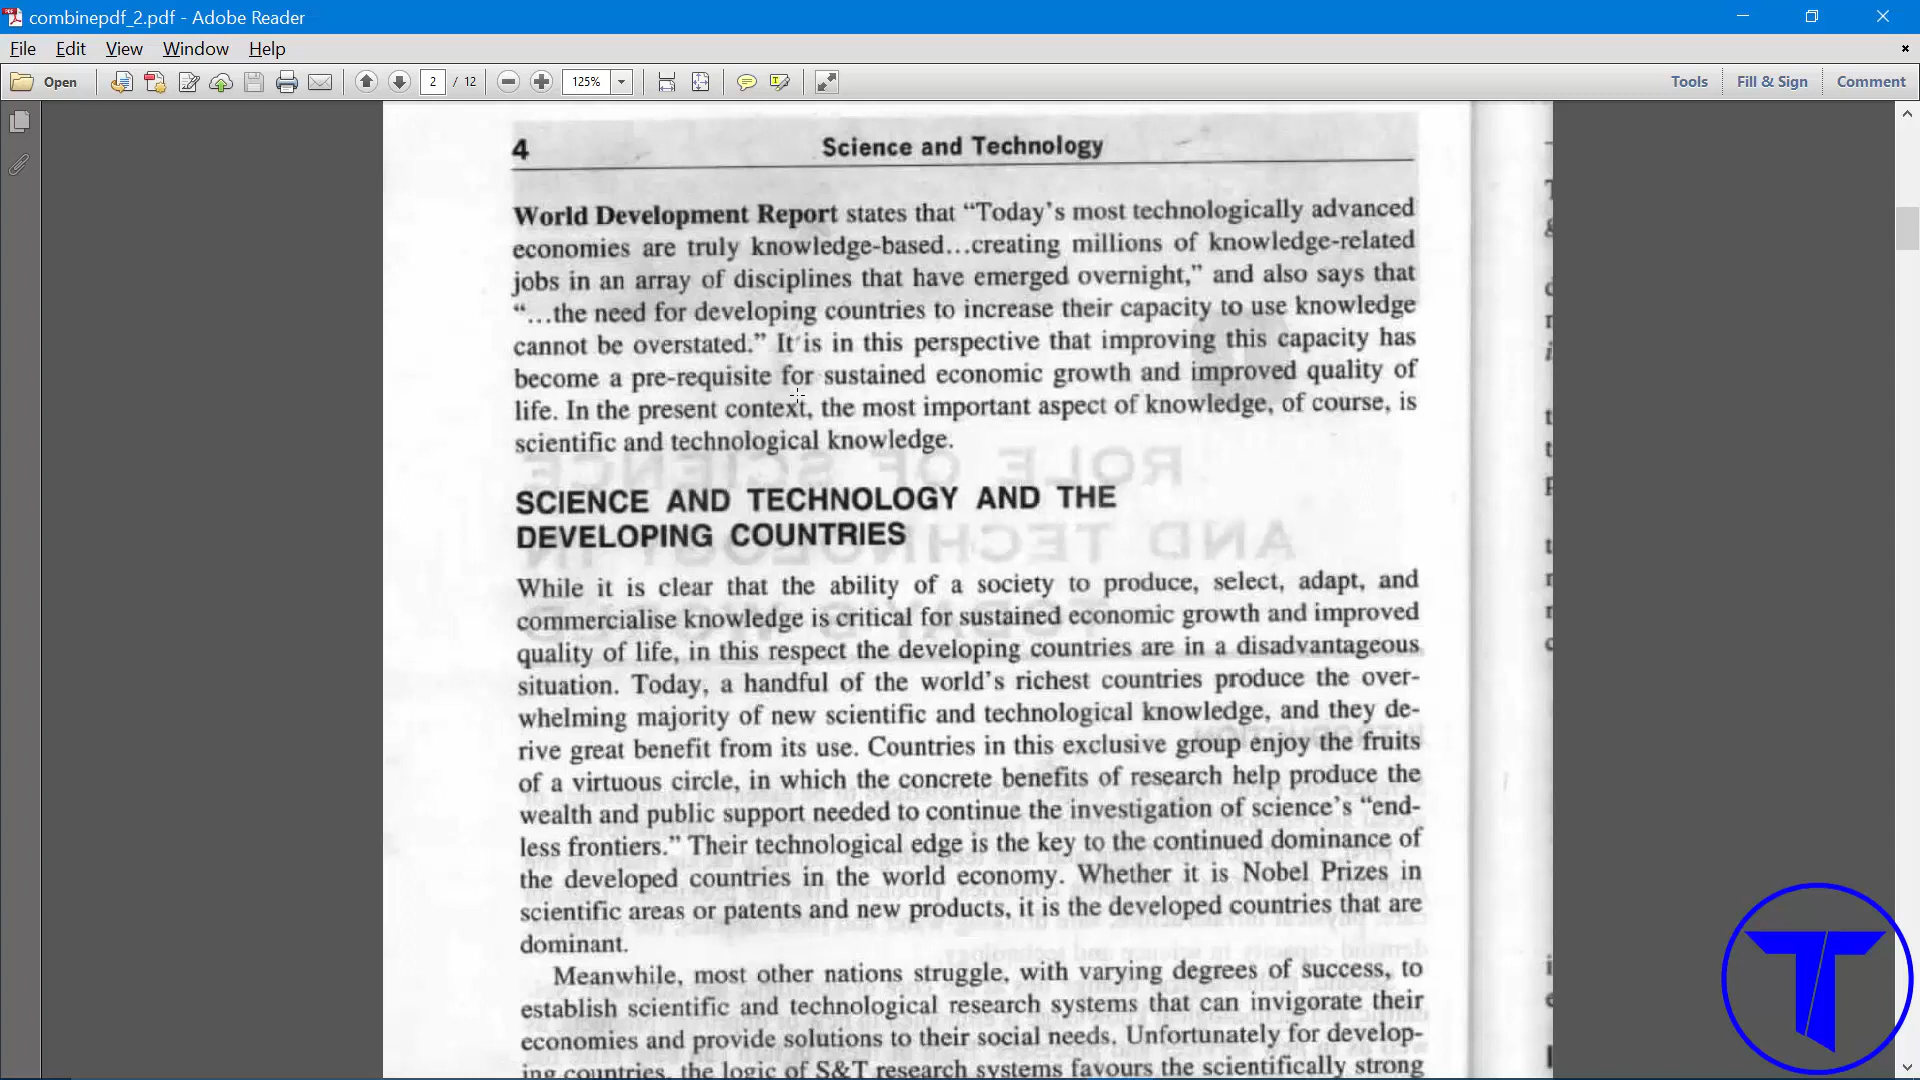 combinepdf_2.pdf - Adobe Reader
File Edit View Window Help
Open 2 / 12 125% Tools Fill & Sign Comment
4 Science and Technology
World Development Report states that “Today’s most technologically advanced
economies are truly knowledge-based...creating millions of knowledge-related
jobs in an array of disciplines that have emerged overnight,” and also says that
“...the need for developing countries to increase their capacity to use knowledge
cannot be overstated.” It is in this perspective that improving this capacity has
become a pre-requisite for sustained economic growth and improved quality of
life. In the present context, the most important aspect of knowledge, of course, is
scientific and technological knowledge.
SCIENCE AND TECHNOLOGY AND THE
DEVELOPING COUNTRIES
While it is clear that the ability of a society to produce, select, adapt, and
commercialise knowledge is critical for sustained economic growth and improved
quality of life, in this respect the developing countries are in a disadvantageous
situation. Today, a handful of the world’s richest countries produce the over-
whelming majority of new scientific and technological knowledge, and they de-
rive great benefit from its use. Countries in this exclusive group enjoy the fruits
of a virtuous circle, in which the concrete benefits of research help produce the
wealth and public support needed to continue the investigation of science’s “end-
less frontiers.” Their technological edge is the key to the continued dominance of
the developed countries in the world economy. Whether it is Nobel Prizes in
scientific areas or patents and new products, it is the developed countries that are
dominant.
Meanwhile, most other nations struggle, with varying degrees of success, to
establish scientific and technological research systems that can invigorate their
economies and provide solutions to their social needs. Unfortunately for develop-
ing countries, the logic of S&T research systems favours the scientifically strong